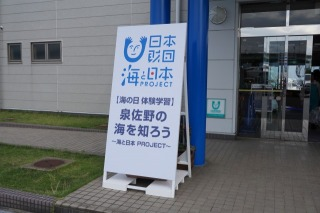 日本
財団
海と日本
PROJECT
【海の日 体験学習】
泉佐野の
海を知ろう
～海と日本 PROJECT～